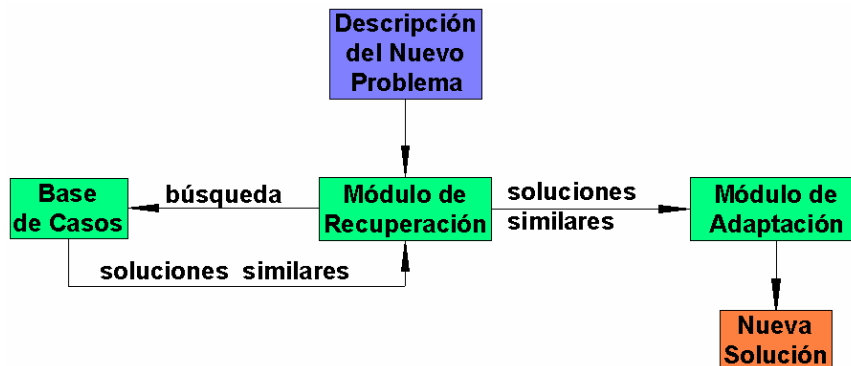 Descripción
del Nuevo
Problema
Base
de Casos
búsqueda
Módulo de
Recuperación
soluciones
similares
Módulo de
Adaptación
soluciones similares
Nueva
Solución